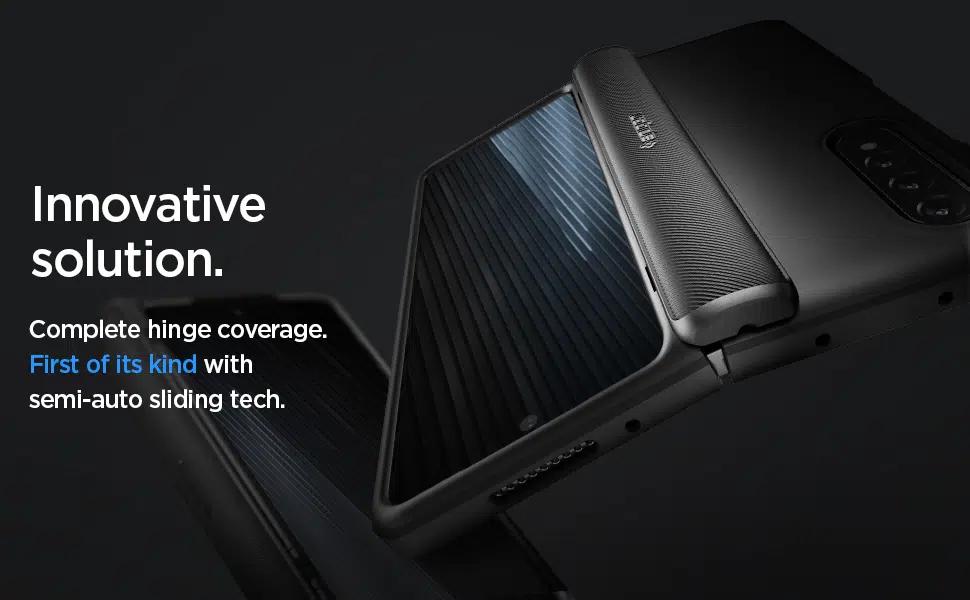 Innovative
solution.
Complete hinge coverage.
First of its kind with
semi-auto sliding tech.